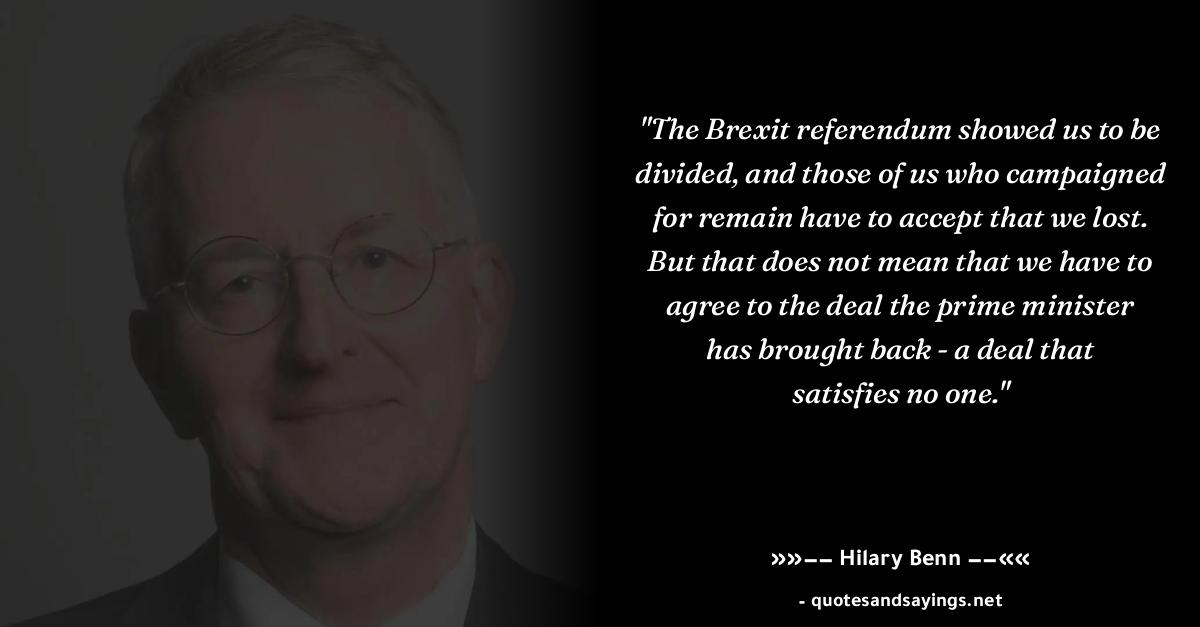 "The Brexit referendum showed us to be
divided, and those of us who campaigned
for remain have to accept that we lost.
But that does not mean that we have to
agree to the deal the prime minister
has brought back - a deal that
satisfies no one."
»»–– Hilary Benn ––««
- quotesandsayings.net